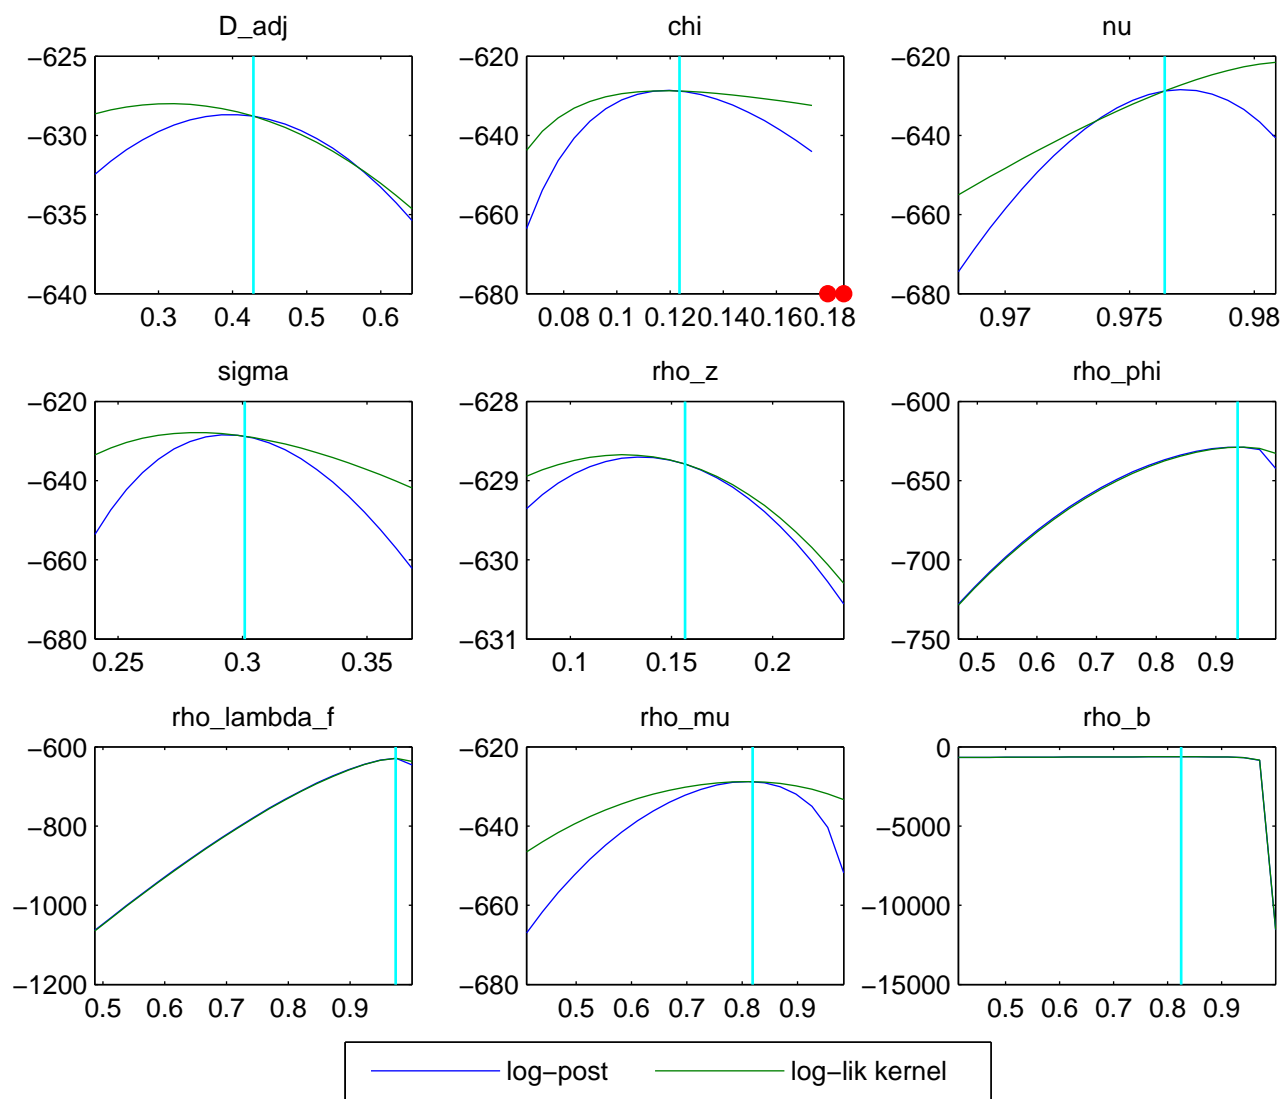 D_adj chi nu
−625 −620 −620
−630 −640 −640
−635 −660 −660
−640 −680 −680
0.3 0.4 0.5 0.6 0.08 0.1 0.12 0.14 0.16 0.18 0.97 0.975 0.98
sigma rho_z rho_phi
−620 −628 −600
−640 −629 −650
−660 −630 −700
−680 −631 −750
0.25 0.3 0.35 0.1 0.15 0.2 0.5 0.6 0.7 0.8 0.9
rho_lambda_f rho_mu rho_b
−600 −620 0
−800 −640 −5000
−1000 −660 −10000
−1200 −680 −15000
0.5 0.6 0.7 0.8 0.9 0.5 0.6 0.7 0.8 0.9 0.5 0.6 0.7 0.8 0.9
log−post log−lik kernel